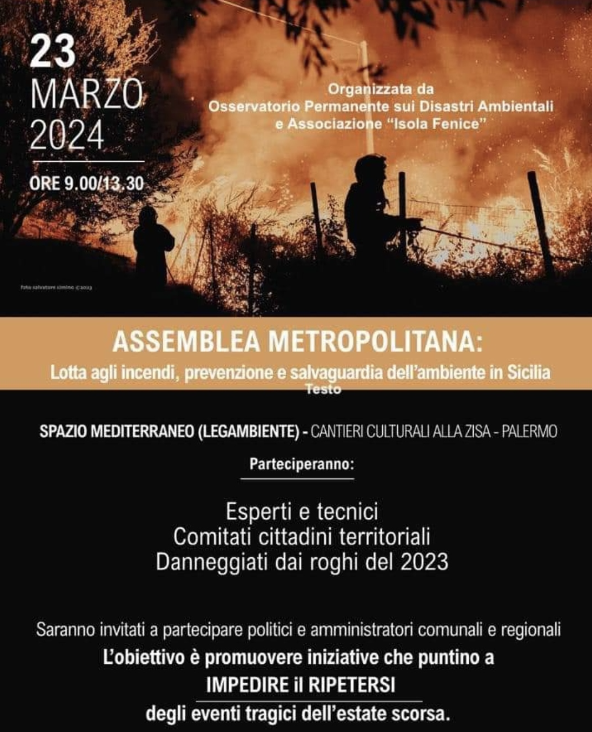 23
MARZO
2024
ORE 9.00/13.30
Organizzata da
Osservatorio Permanente sui Disastri Ambientali
e Associazione “Isola Fenice”
foto salvatore cimino ©2023
ASSEMBLEA METROPOLITANA:
Lotta agli incendi, prevenzione e salvaguardia dell’ambiente in Sicilia
Testo
SPAZIO MEDITERRANEO (LEGAMBIENTE) - CANTIERI CULTURALI ALLA ZISA - PALERMO
Parteciperanno:
Esperti e tecnici
Comitati cittadini territoriali
Danneggiati dai roghi del 2023
Saranno invitati a partecipare politici e amministratori comunali e regionali
L’obiettivo è promuovere iniziative che puntino a
IMPEDIRE il RIPETERSI
degli eventi tragici dell’estate scorsa.